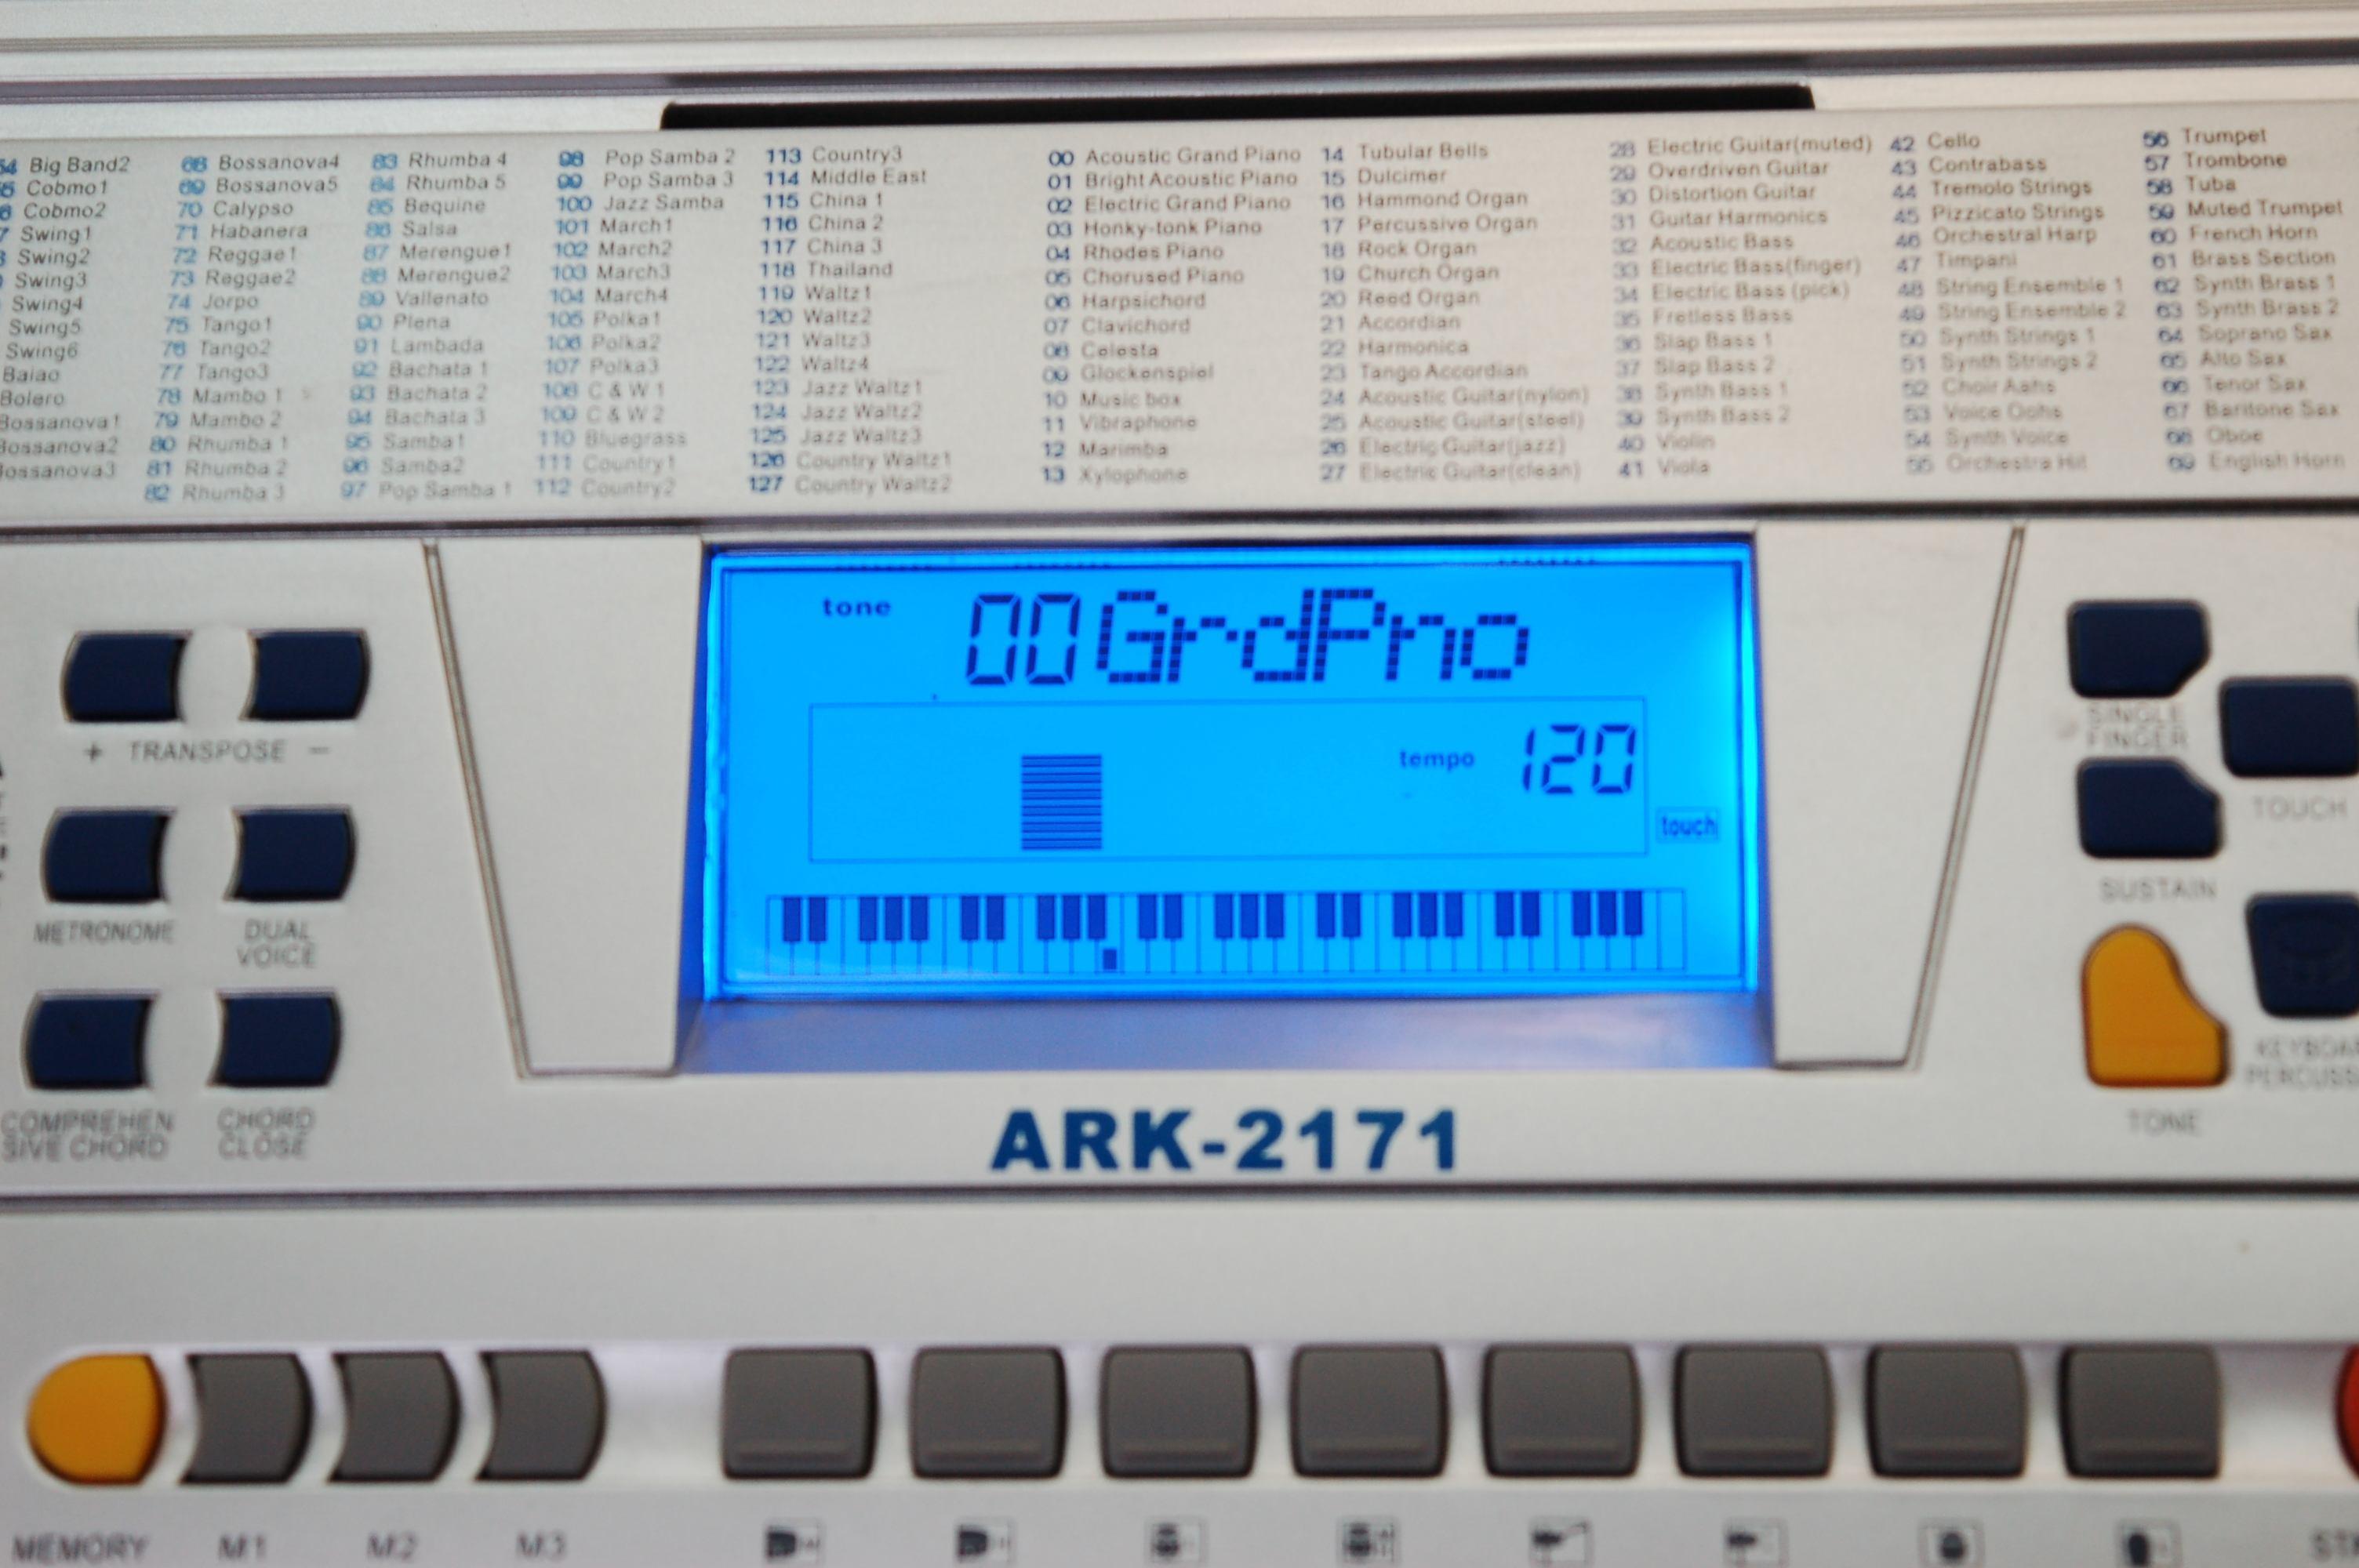 54 Big Band2
55 Cobmo1
56 Cobmo2
57 Swing1
Swing2
Swing3
Swing4
Swing5
Swing6
Baiao
Bolero
Bossanova1
Bossanova2
Bossanova3
68 Bossanova4
69 Bossanova5
70 Calypso
71 Habanera
72 Reggae1
73 Reggae2
74 Jorpo
75 Tango1
76 Tango2
77 Tango3
78 Mambo 1
79 Mambo 2
80 Rhumba 1
81 Rhumba 2
82 Rhumba 3
83 Rhumba 4
84 Rhumba 5
85 Bequine
86 Salsa
87 Merengue1
88 Merengue2
89 Vallenato
90 Plena
91 Lambada
92 Bachata 1
93 Bachata 2
94 Bachata 3
95 Samba1
96 Samba2
97 Pop Samba 1
98 Pop Samba 2
99 Pop Samba 3
100 Jazz Samba
101 March1
102 March2
103 March3
104 March4
105 Polka1
106 Polka2
107 Polka3
108 C & W 1
109 C & W 2
110 Bluegrass
111 Country1
112 Country2
113 Country3
114 Middle East
115 China 1
116 China 2
117 China 3
118 Thailand
119 Waltz1
120 Waltz2
121 Waltz3
122 Waltz4
123 Jazz Waltz1
124 Jazz Waltz2
125 Jazz Waltz3
126 Country Waltz1
127 Country Waltz2
00 Acoustic Grand Piano
01 Bright Acoustic Piano
02 Electric Grand Piano
03 Honky-tonk Piano
04 Rhodes Piano
05 Chorused Piano
06 Harpsichord
07 Clavichord
08 Celesta
09 Glockenspiel
10 Music box
11 Vibraphone
12 Marimba
13 Xylophone
14 Tubular Bells
15 Dulcimer
16 Hammond Organ
17 Percussive Organ
18 Rock Organ
19 Church Organ
20 Reed Organ
21 Accordian
22 Harmonica
23 Tango Accordian
24 Acoustic Guitar(nylon)
25 Acoustic Guitar(steel)
26 Electric Guitar(jazz)
27 Electric Guitar(clean)
28 Electric Guitar(muted)
29 Overdriven Guitar
30 Distortion Guitar
31 Guitar Harmonics
32 Acoustic Bass
33 Electric Bass(finger)
34 Electric Bass (pick)
35 Fretless Bass
36 Slap Bass 1
37 Slap Bass 2
38 Synth Bass 1
39 Synth Bass 2
40 Violin
41 Viola
42 Cello
43 Contrabass
44 Tremolo Strings
45 Pizzicato Strings
46 Orchestral Harp
47 Timpani
48 String Ensemble 1
49 String Ensemble 2
50 Synth Strings 1
51 Synth Strings 2
52 Choir Aahs
53 Voice Oohs
54 Synth Voice
55 Orchestra Hit
56 Trumpet
57 Trombone
58 Tuba
59 Muted Trumpet
60 French Horn
61 Brass Section
62 Synth Brass 1
63 Synth Brass 2
64 Soprano Sax
65 Alto Sax
66 Tenor Sax
67 Baritone Sax
68 Oboe
69 English Horn
tone 00GrdPno
tempo 120
touch
+ TRANSPOSE −
METRONOME
DUAL
VOICE
COMPREHEN
SIVE CHORD
CHORD
CLOSE
SINGLE
FINGER
TOUCH
SUSTAIN
TONE
ARK-2171
MEMORY M1 M2 M3